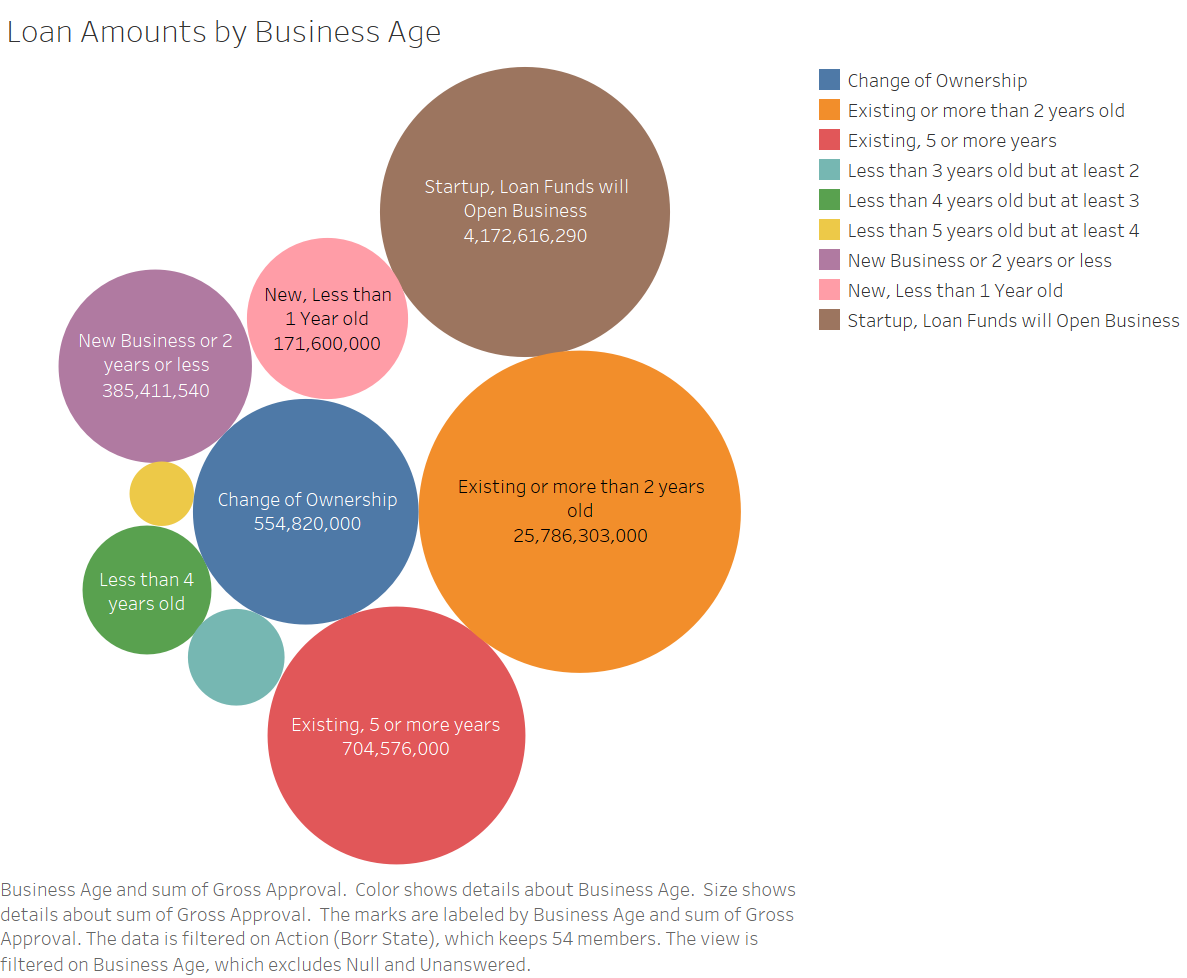 Loan Amounts by Business Age
Startup, Loan Funds will
Open Business
4,172,616,290
New, Less than
1 Year old
171,600,000
New Business or 2
years or less
385,411,540
Change of Ownership
554,820,000
Existing or more than 2 years
old
25,786,303,000
Less than 4
years old
Existing, 5 or more years
704,576,000
Change of Ownership
Existing or more than 2 years old
Existing, 5 or more years
Less than 3 years old but at least 2
Less than 4 years old but at least 3
Less than 5 years old but at least 4
New Business or 2 years or less
New, Less than 1 Year old
Startup, Loan Funds will Open Business
Business Age and sum of Gross Approval.  Color shows details about Business Age.  Size shows
details about sum of Gross Approval.  The marks are labeled by Business Age and sum of Gross
Approval. The data is filtered on Action (Borr State), which keeps 54 members. The view is
filtered on Business Age, which excludes Null and Unanswered.